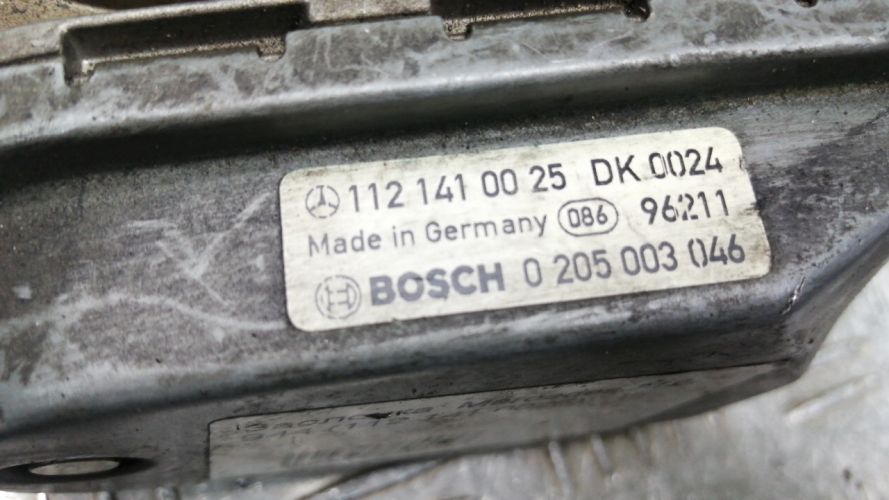 112 141 00 25 DK 0024
Made in Germany 086 96211
BOSCH 0 205 003 046